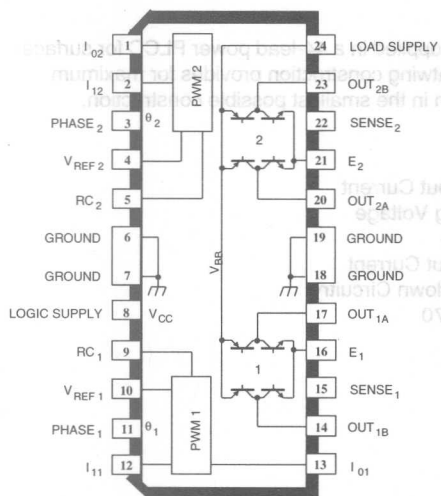 I02 1 24 LOAD SUPPLY
I12 2 23 OUT2B
PHASE2 3 θ2 PWM 2 22 SENSE2
2
VREF 2 4 21 E2
RC2 5 20 OUT2A
GROUND 6 19 GROUND
VBB
GROUND 7 18 GROUND
LOGIC SUPPLY 8 VCC 17 OUT1A
RC1 9 16 E1
1
VREF 1 10 15 SENSE1
PHASE1 11 θ1 PWM 1 14 OUT1B
I11 12 13 I01